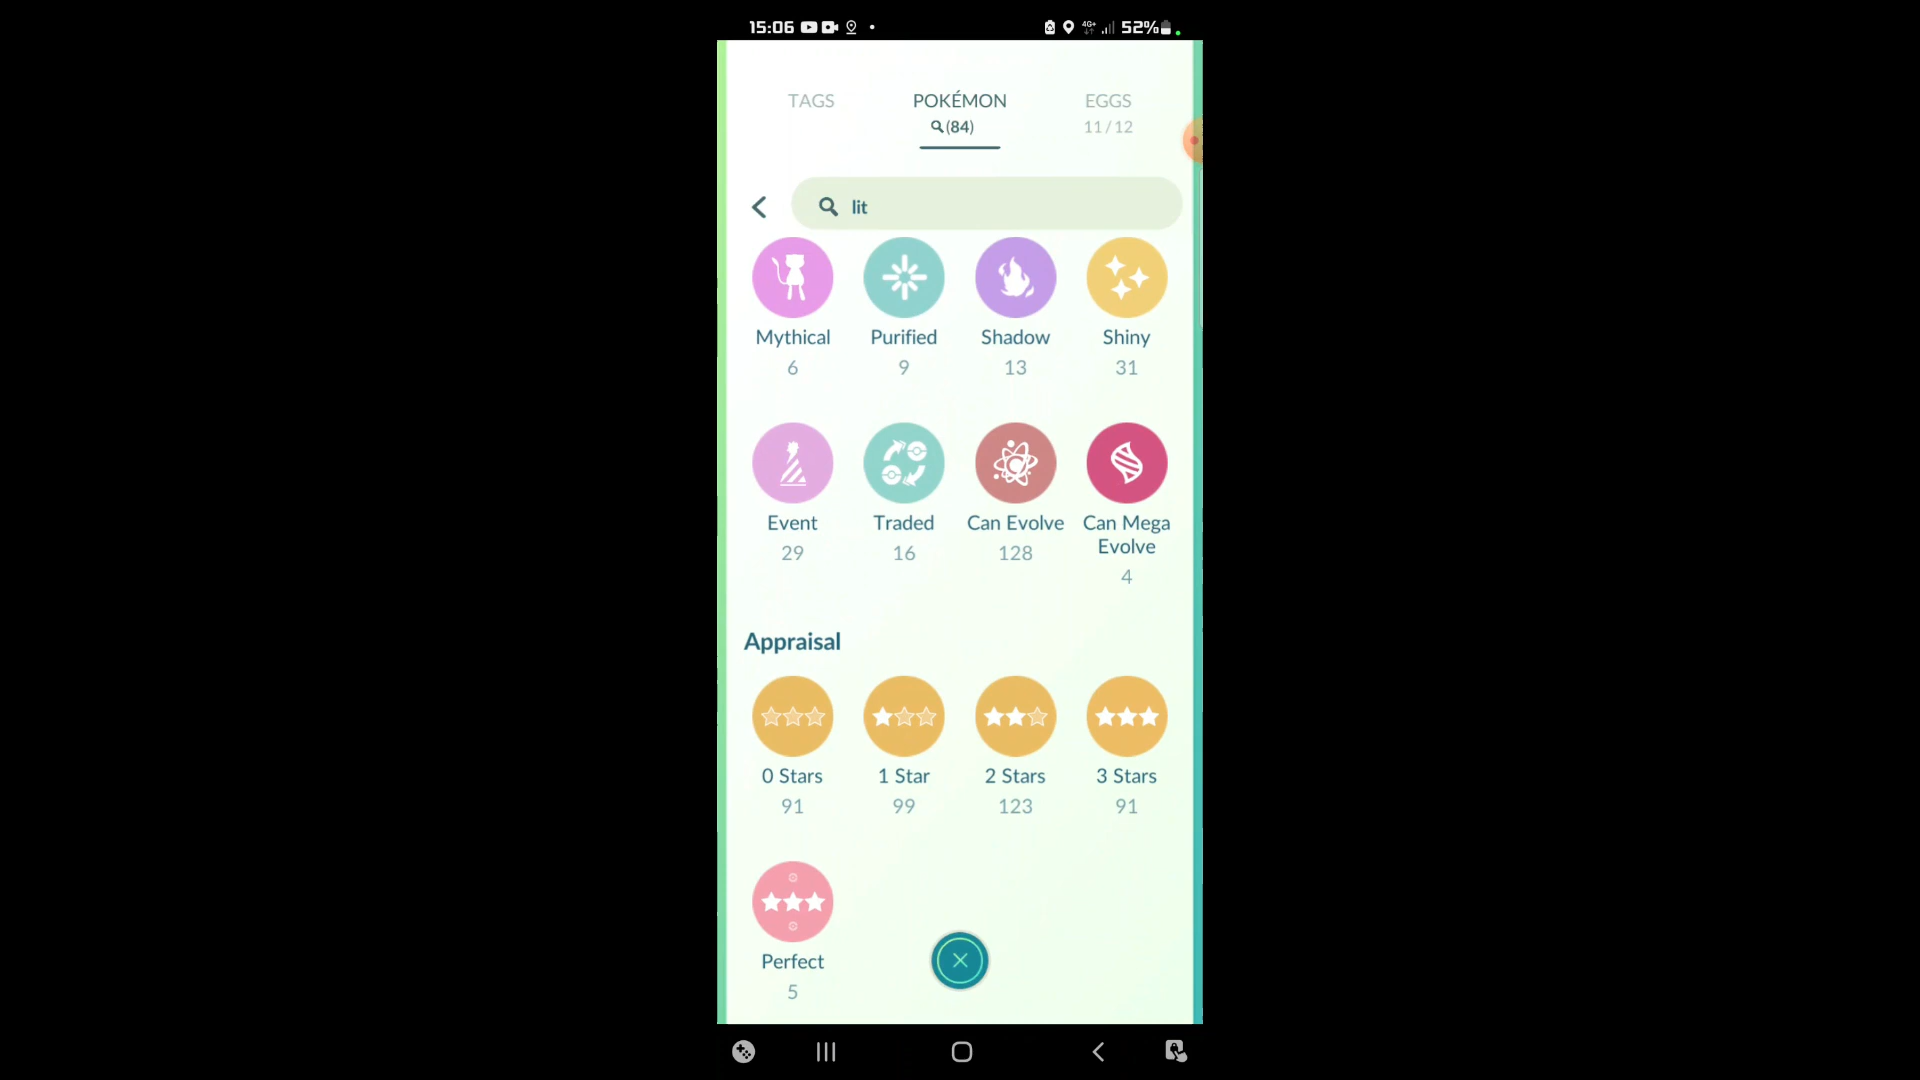 15:06 4G+ 52%
TAGS POKÉMON EGGS
(84) 11/12
lit
Mythical Purified Shadow Shiny
6 9 13 31
Event Traded Can Evolve Can Mega
Evolve
29 16 128
4
Appraisal
0 Stars 1 Star 2 Stars 3 Stars
91 99 123 91
Perfect
5